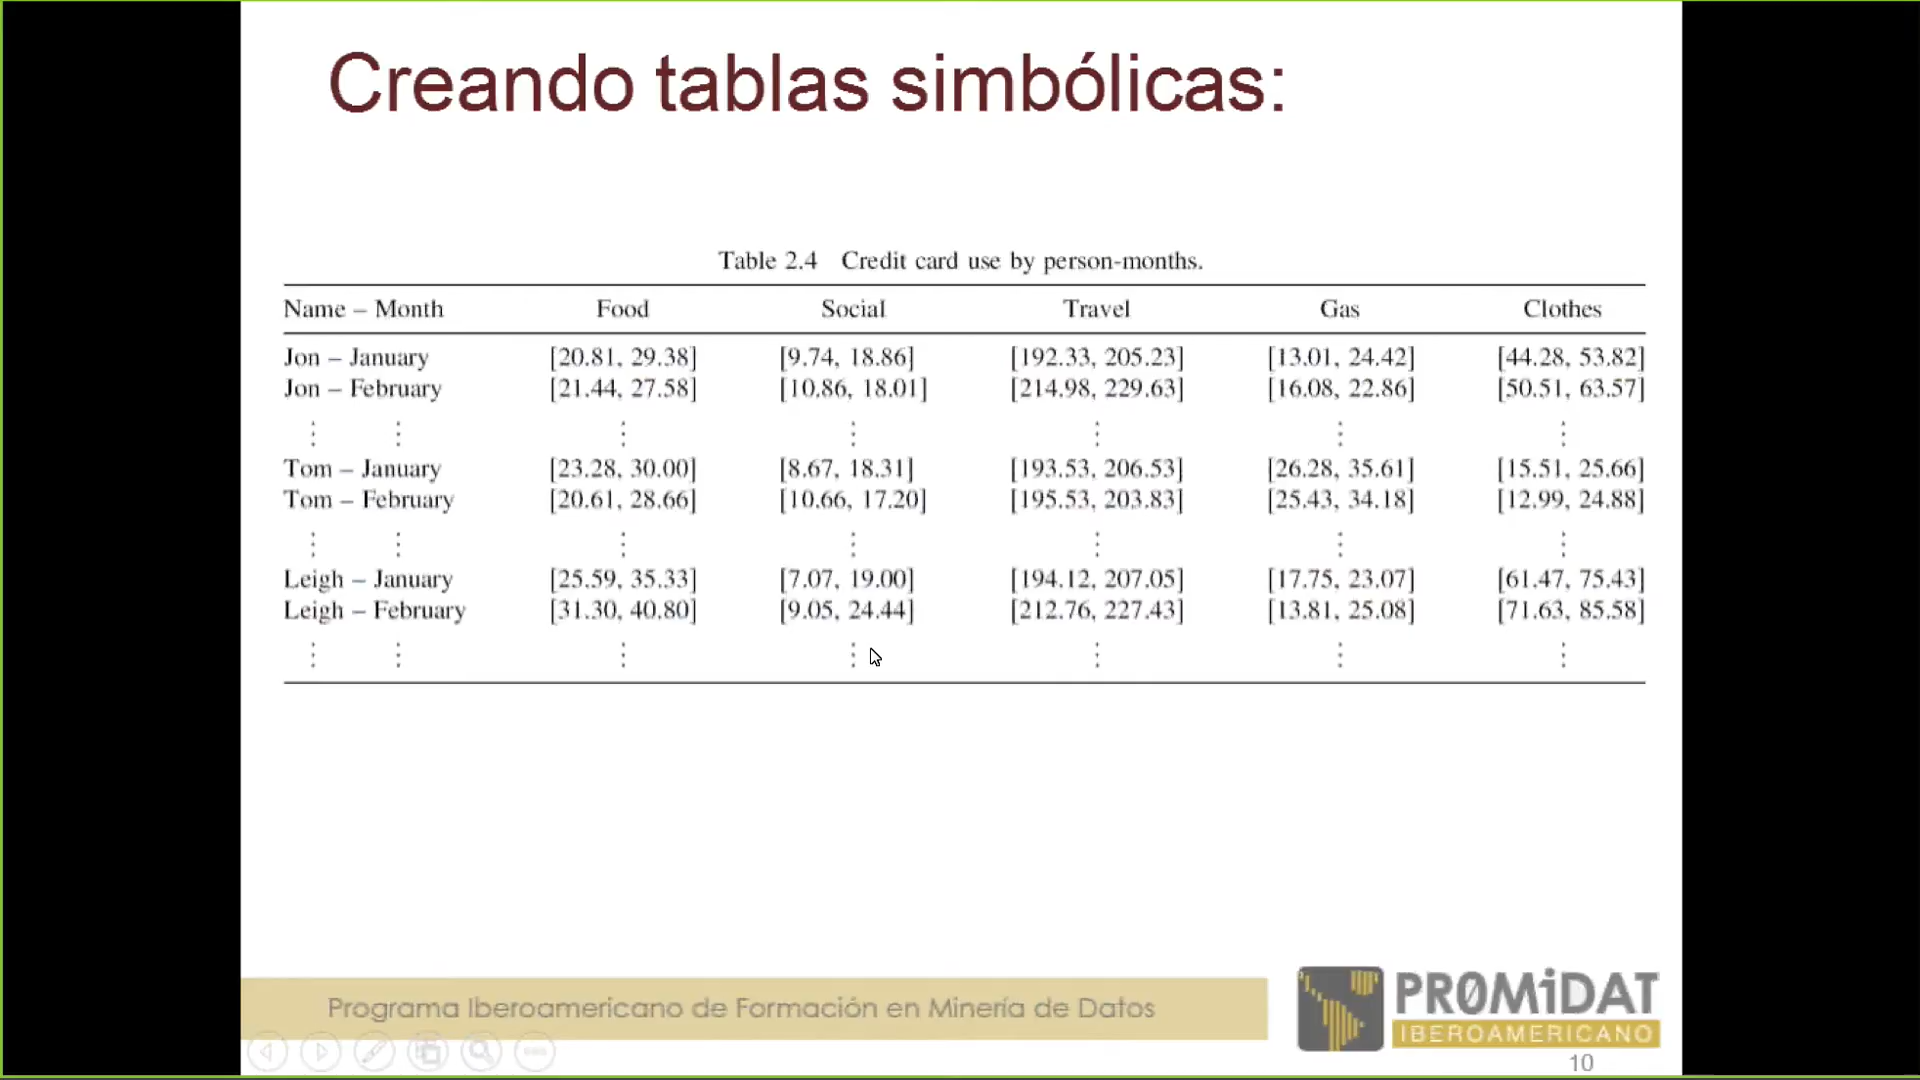 Creando tablas simbólicas:
Table 2.4 Credit card use by person-months.
Name – Month Food Social Travel Gas Clothes
Jon – January [20.81, 29.38] [9.74, 18.86] [192.33, 205.23] [13.01, 24.42] [44.28, 53.82]
Jon – February [21.44, 27.58] [10.86, 18.01] [214.98, 229.63] [16.08, 22.86] [50.51, 63.57]
⋮ ⋮ ⋮ ⋮ ⋮ ⋮ ⋮
Tom – January [23.28, 30.00] [8.67, 18.31] [193.53, 206.53] [26.28, 35.61] [15.51, 25.66]
Tom – February [20.61, 28.66] [10.66, 17.20] [195.53, 203.83] [25.43, 34.18] [12.99, 24.88]
⋮ ⋮ ⋮ ⋮ ⋮ ⋮ ⋮
Leigh – January [25.59, 35.33] [7.07, 19.00] [194.12, 207.05] [17.75, 23.07] [61.47, 75.43]
Leigh – February [31.30, 40.80] [9.05, 24.44] [212.76, 227.43] [13.81, 25.08] [71.63, 85.58]
⋮ ⋮ ⋮ ⋮ ⋮ ⋮ ⋮
Programa Iberoamericano de Formación en Minería de Datos
PR0MiDAT
IBEROAMERICANO
10